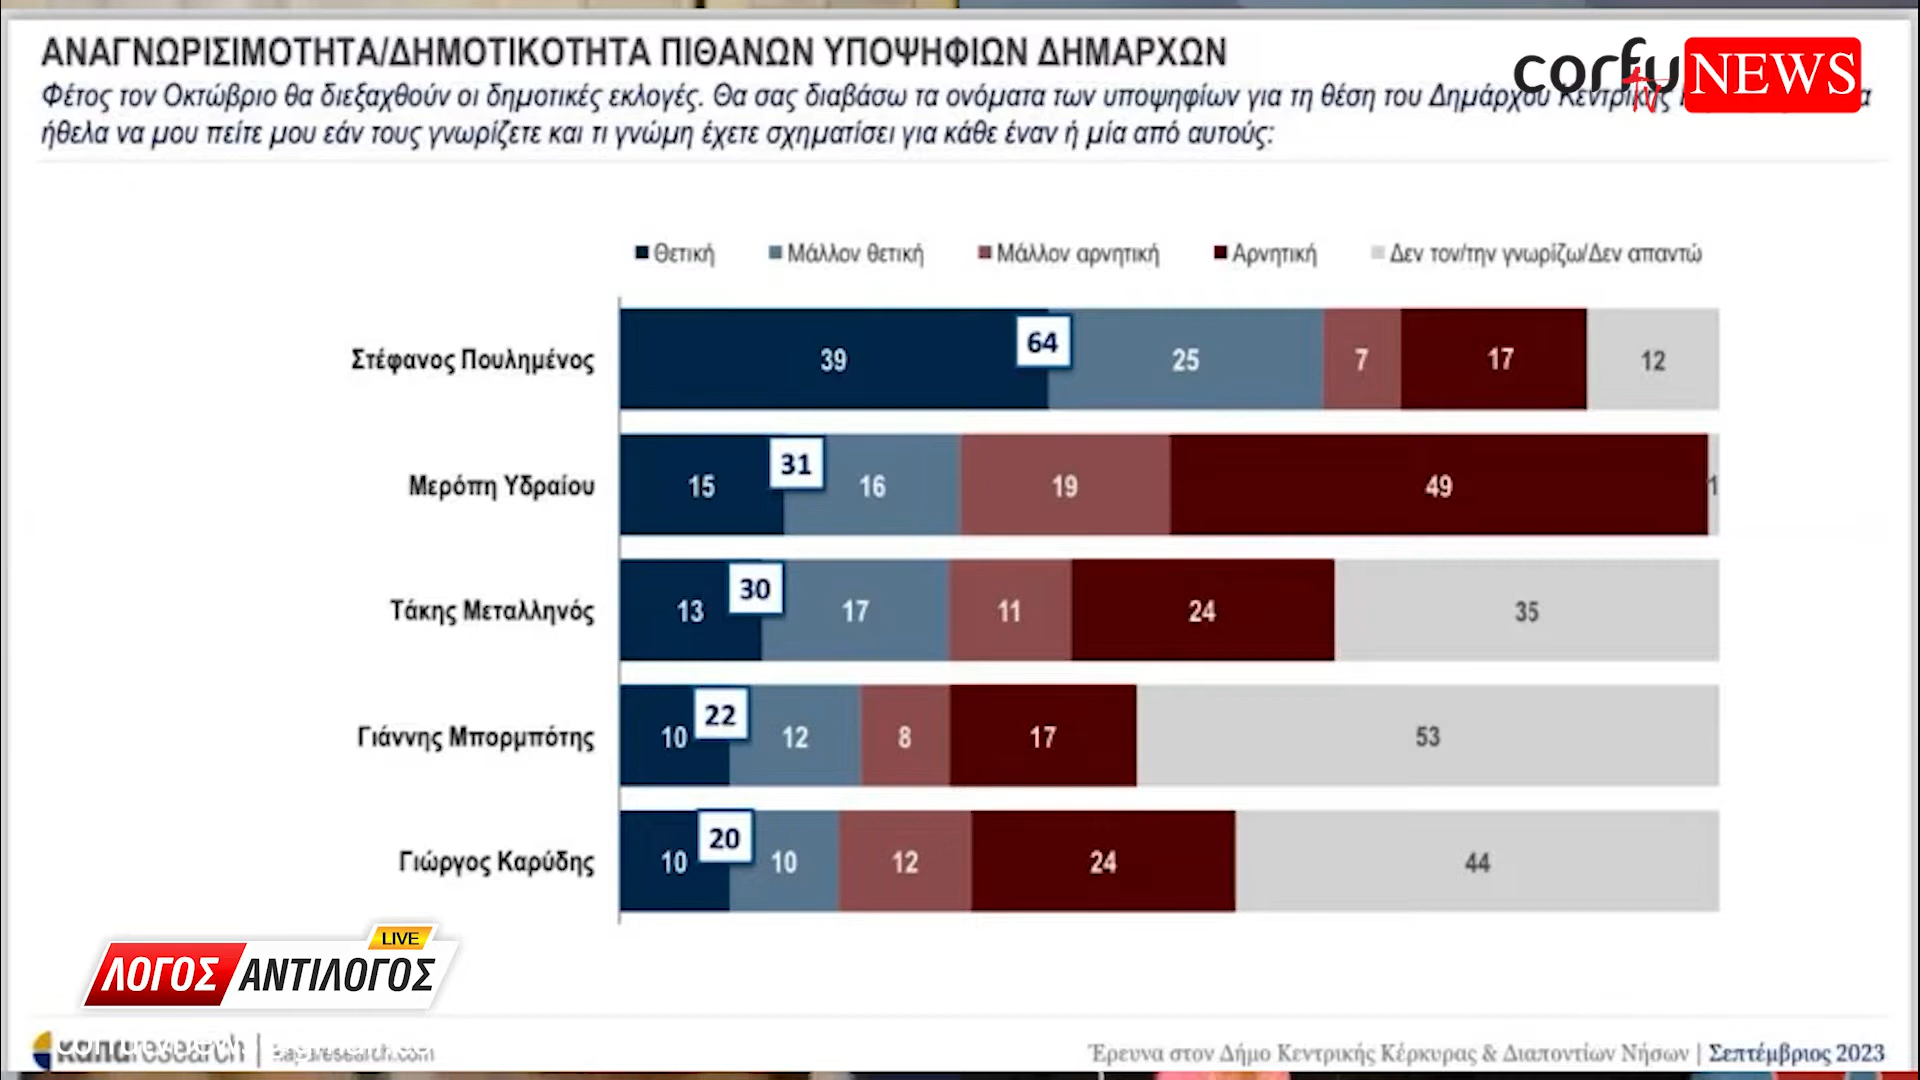 ΑΝΑΓΝΩΡΙΣΙΜΟΤΗΤΑ/ΔΗΜΟΤΙΚΟΤΗΤΑ ΠΙΘΑΝΩΝ ΥΠΟΨΗΦΙΩΝ ΔΗΜΑΡΧΩΝ
corfu tv NEWS
Φέτος τον Οκτώβριο θα διεξαχθούν οι δημοτικές εκλογές. Θα σας διαβάσω τα ονόματα των υποψηφίων για τη θέση του Δημάρχου Κεντρικής
ήθελα να μου πείτε μου εάν τους γνωρίζετε και τι γνώμη έχετε σχηματίσει για κάθε έναν ή μία από αυτούς:
Θετική Μάλλον θετική Μάλλον αρνητική Αρνητική Δεν τον/την γνωρίζω/Δεν απαντώ
Στέφανος Πουλημένος 39 64 25 7 17 12
Μερόπη Υδραίου 15 31 16 19 49 1
Τάκης Μεταλληνός 13 30 17 11 24 35
Γιάννης Μπορμπότης 10 22 12 8 17 53
Γιώργος Καρύδης 10 20 10 12 24 44
LIVE
ΛΟΓΟΣ ΑΝΤΙΛΟΓΟΣ
Έρευνα στον Δήμο Κεντρικής Κέρκυρας & Διαποντίων Νήσων | Σεπτέμβριος 2023